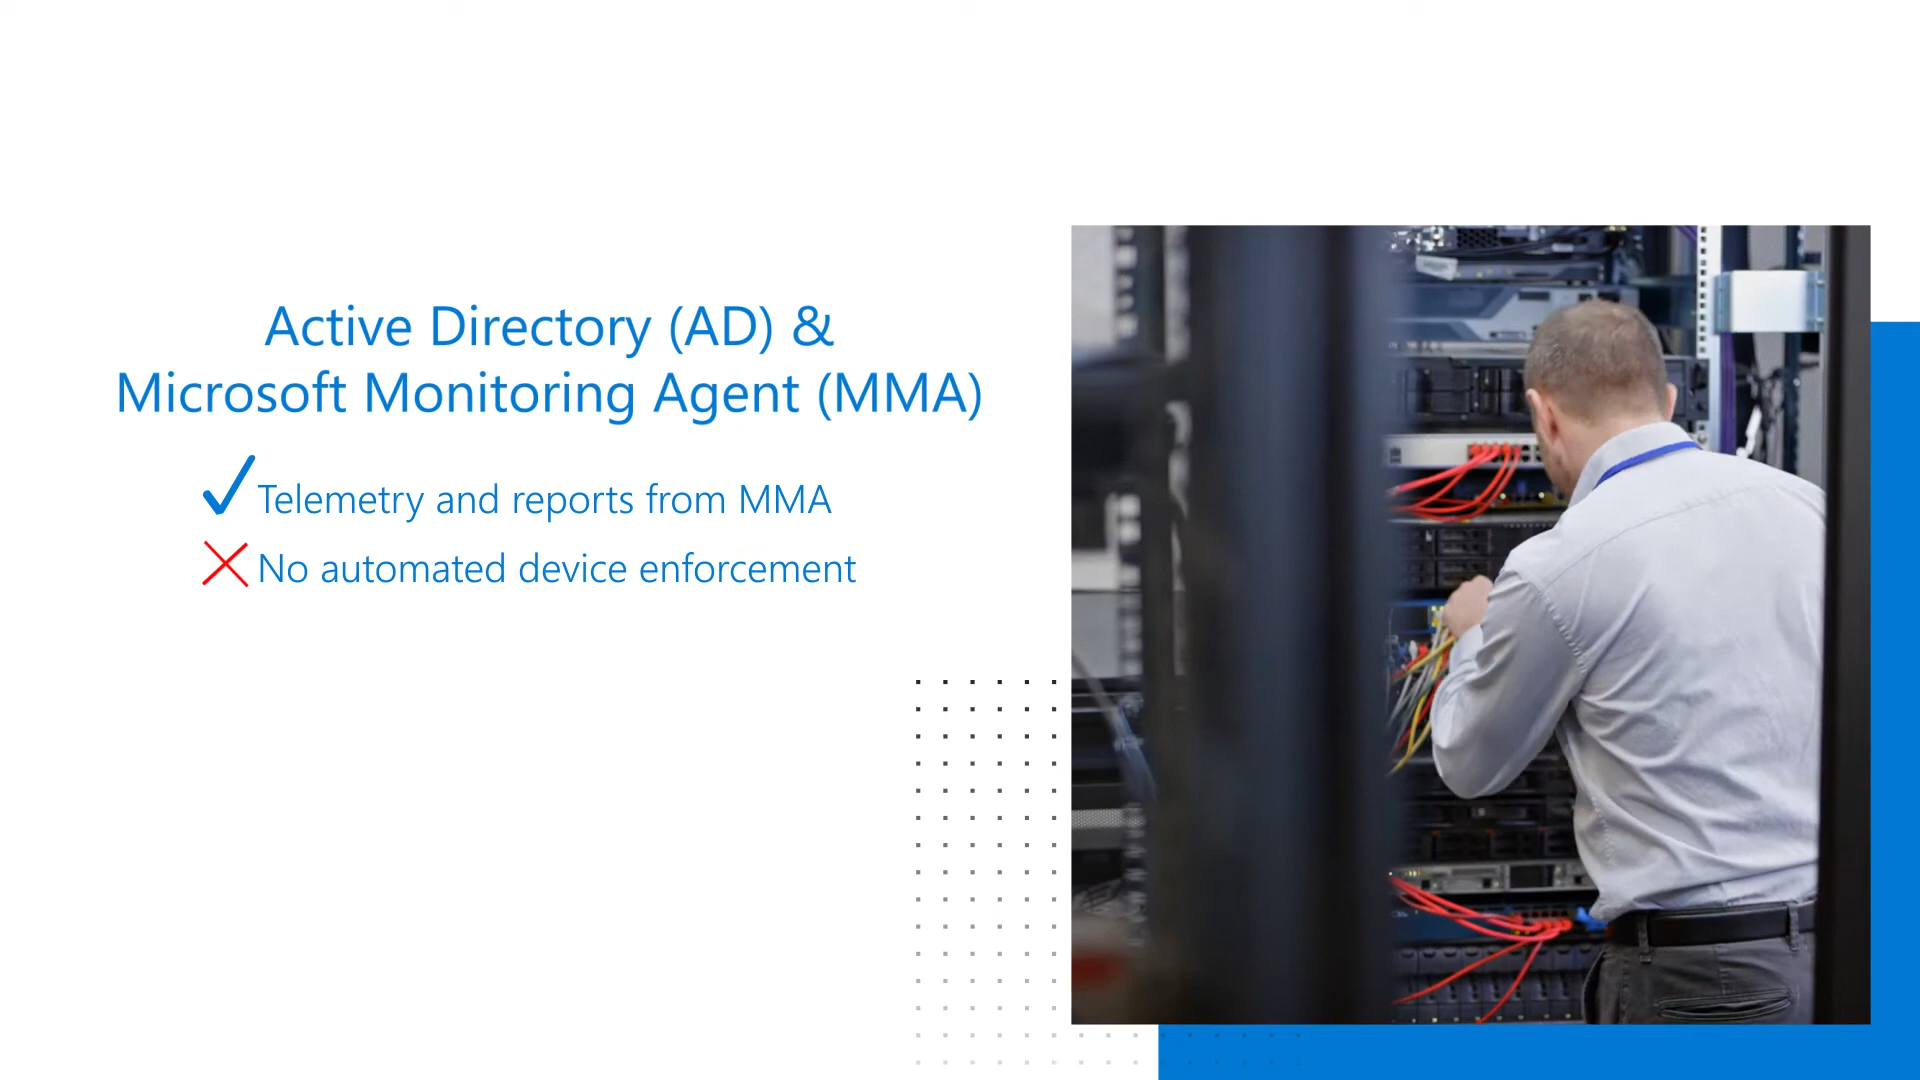 Active Directory (AD) &
Microsoft Monitoring Agent (MMA)
Telemetry and reports from MMA
No automated device enforcement